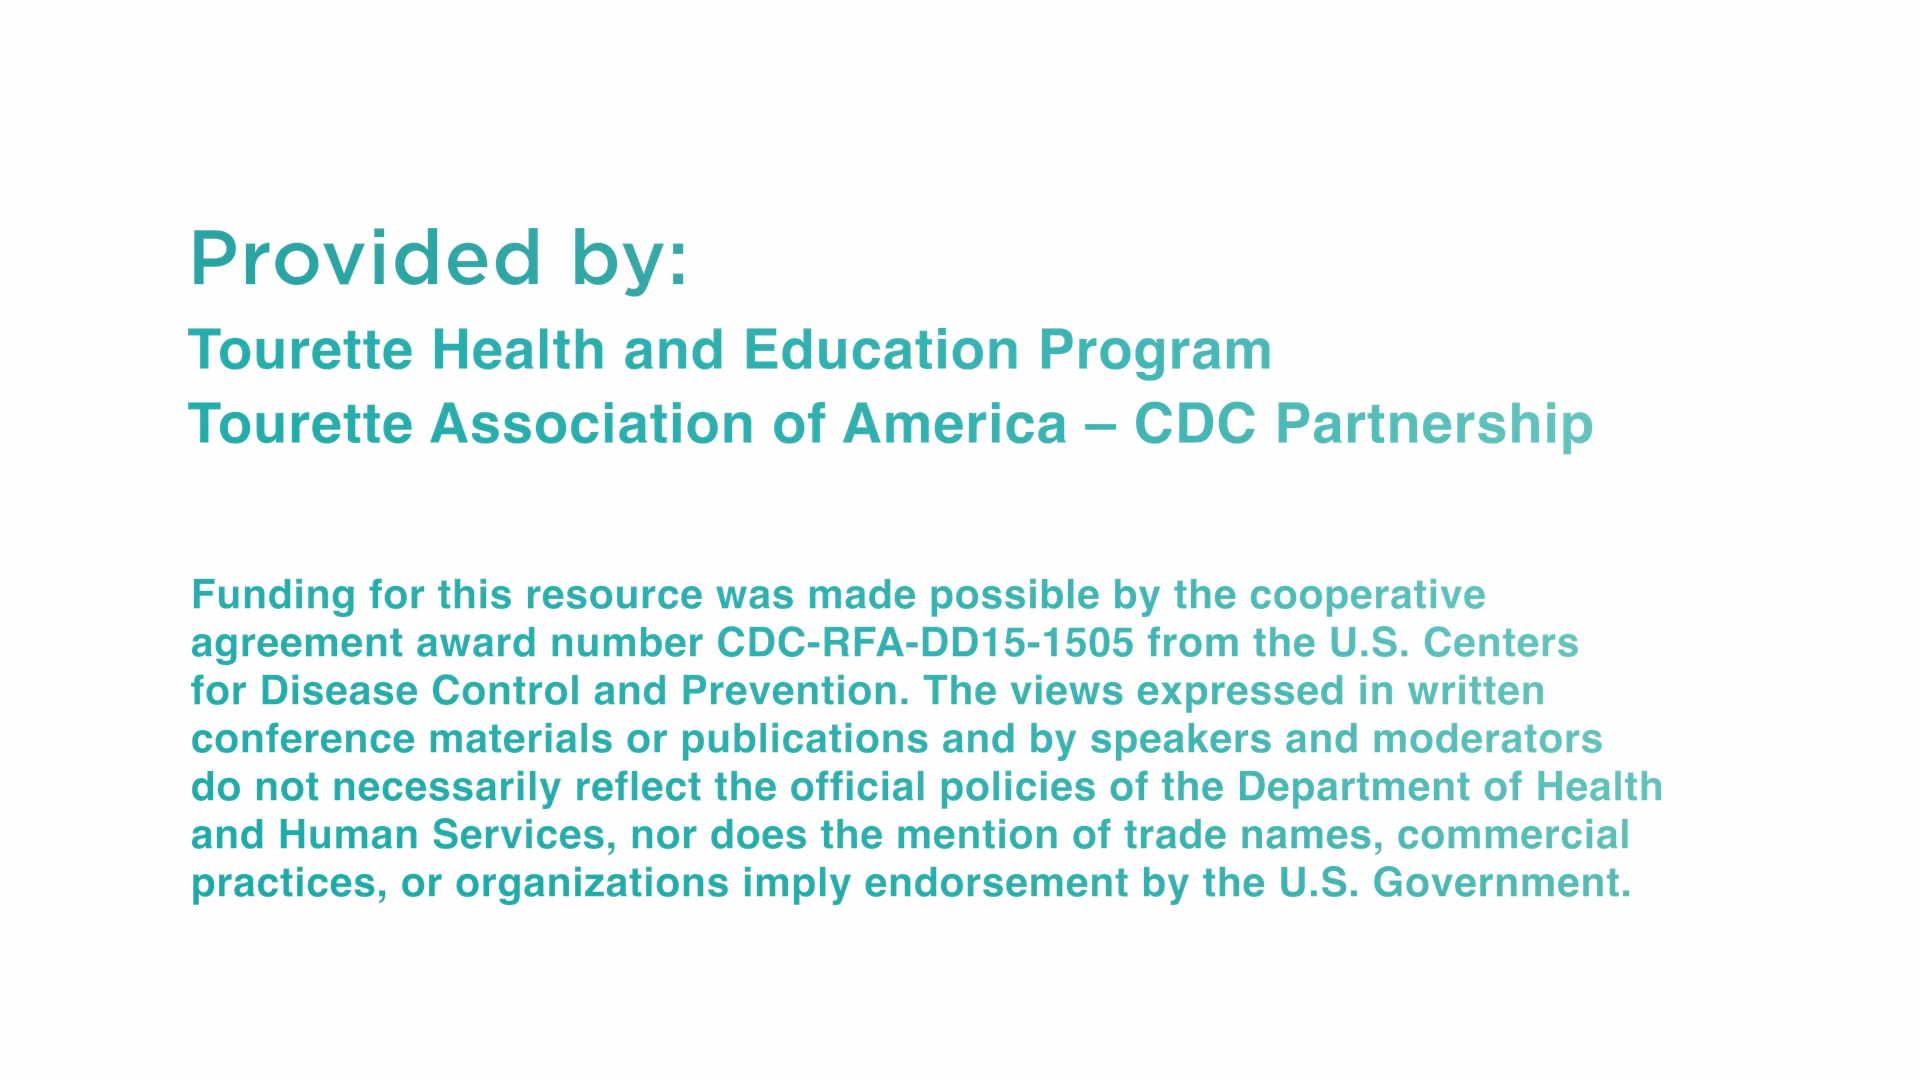 Provided by:
Tourette Health and Education Program
Tourette Association of America – CDC Partnership
Funding for this resource was made possible by the cooperative
agreement award number CDC-RFA-DD15-1505 from the U.S. Centers
for Disease Control and Prevention. The views expressed in written
conference materials or publications and by speakers and moderators
do not necessarily reflect the official policies of the Department of Health
and Human Services, nor does the mention of trade names, commercial
practices, or organizations imply endorsement by the U.S. Government.